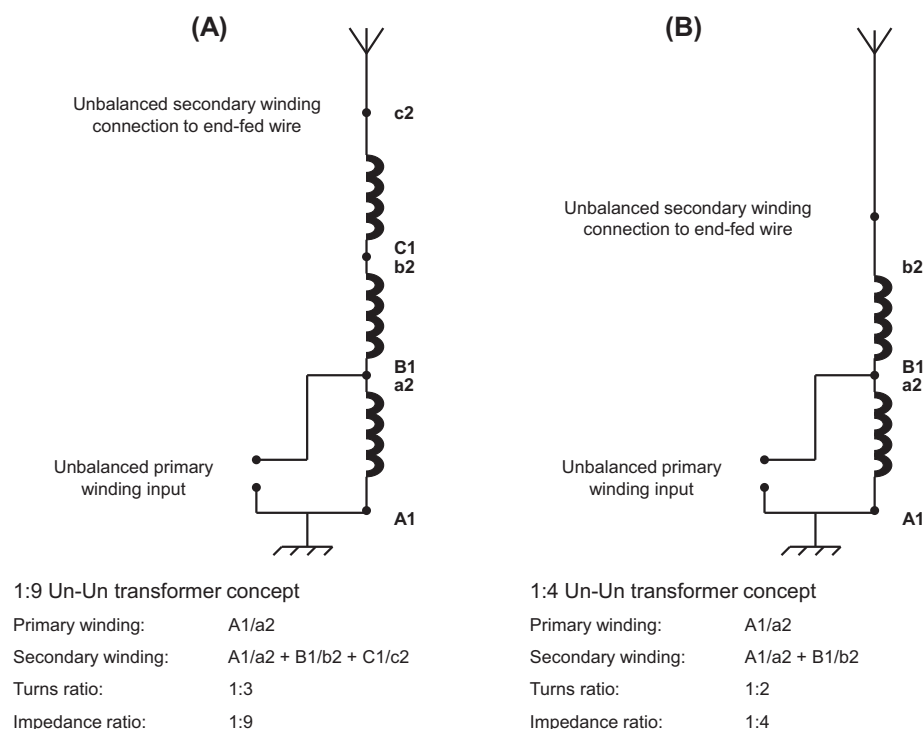 (A)
Unbalanced secondary winding
connection to end-fed wire
c2
C1
b2
B1
a2
Unbalanced primary
winding input
A1
1:9 Un-Un transformer concept
Primary winding: A1/a2
Secondary winding: A1/a2 + B1/b2 + C1/c2
Turns ratio: 1:3
Impedance ratio: 1:9
(B)
Unbalanced secondary winding
connection to end-fed wire
b2
B1
a2
Unbalanced primary
winding input
A1
1:4 Un-Un transformer concept
Primary winding: A1/a2
Secondary winding: A1/a2 + B1/b2
Turns ratio: 1:2
Impedance ratio: 1:4